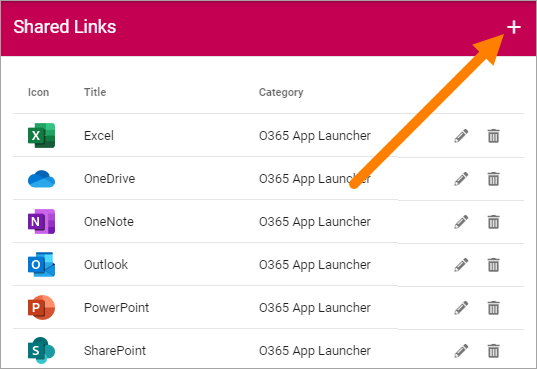 Shared Links +
Icon Title Category
Excel O365 App Launcher
OneDrive O365 App Launcher
OneNote O365 App Launcher
Outlook O365 App Launcher
PowerPoint O365 App Launcher
SharePoint O365 App Launcher